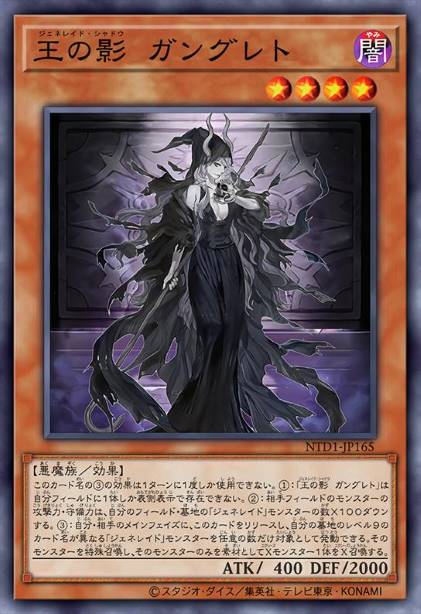 ジェネレイド・シャドウ
王の影 ガングレト
やみ
闇
NTD1-JP165
【悪魔族／効果】
このカード名の③の効果は1ターンに1度しか使用できない。①：「王の影 ガングレト」は
自分フィールドに1体しか表側表示で存在できない。②：相手フィールドのモンスターの
攻撃力・守備力は、自分のフィールド・墓地の「ジェネレイド」モンスターの数×100ダウン
する。③：自分・相手のメインフェイズに、このカードをリリースし、自分の墓地のレベル9の
カード名が異なる「ジェネレイド」モンスターを任意の数だけ対象として発動できる。その
モンスターを特殊召喚し、そのモンスターのみを素材としてXモンスター1体をX召喚する。
ATK/ 400 DEF/2000
©スタジオ・ダイス／集英社・テレビ東京・KONAMI